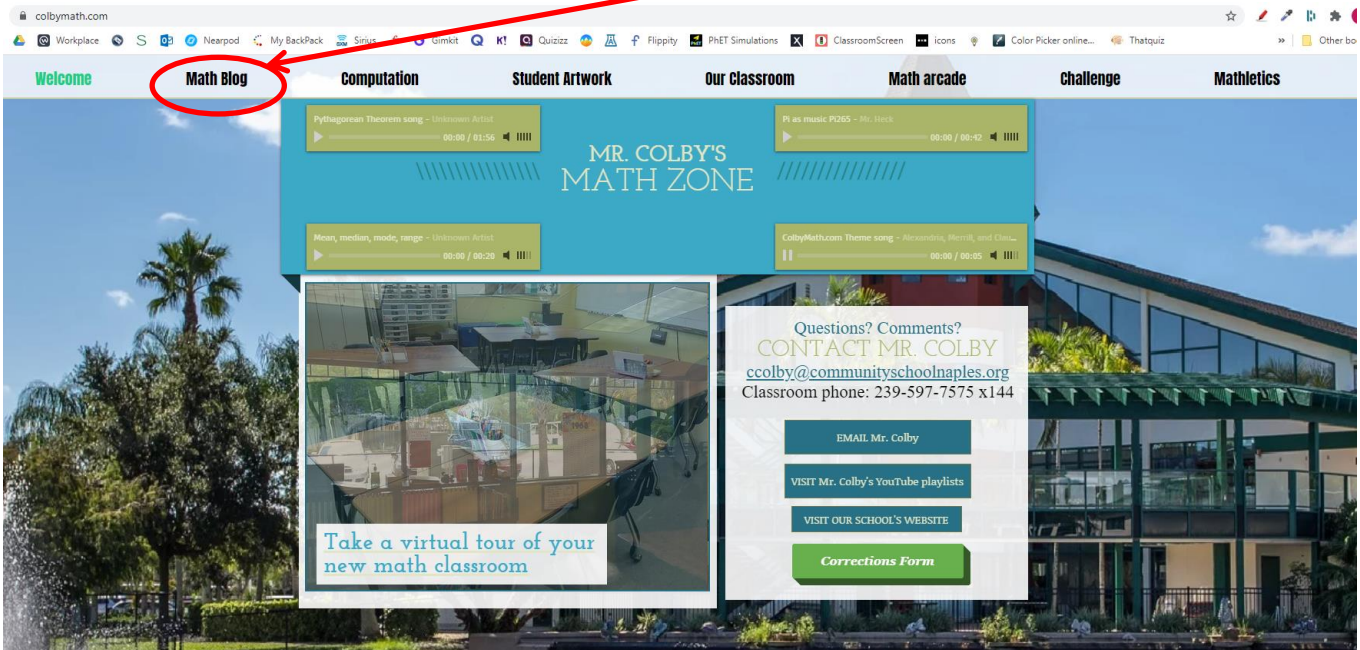 colbymath.com
Workplace S Nearpod My BackPack Sirius Gimkit Q K! Quizizz Flippity PhET Simulations X ClassroomScreen icons Color Picker online... Thatquiz » Other bo
Welcome Math Blog Computation Student Artwork Our Classroom Math arcade Challenge Mathletics
Pythagorean Theorem song - Unknown Artist
00:00 / 01:56
Pi as music Pi265 - Mr. Heck
00:00 / 00:42
MR. COLBY'S
MATH ZONE
Mean, median, mode, range - Unknown Artist
00:00 / 00:20
ColbyMath.com Theme song - Alexandria, Merrill, and Chu...
00:00 / 00:05
Take a virtual tour of your
new math classroom
Questions? Comments?
CONTACT MR. COLBY
ccolby@communityschoolnaples.org
Classroom phone: 239-597-7575 x144
EMAIL Mr. Colby
VISIT Mr. Colby's YouTube playlists
VISIT OUR SCHOOL'S WEBSITE
Corrections Form